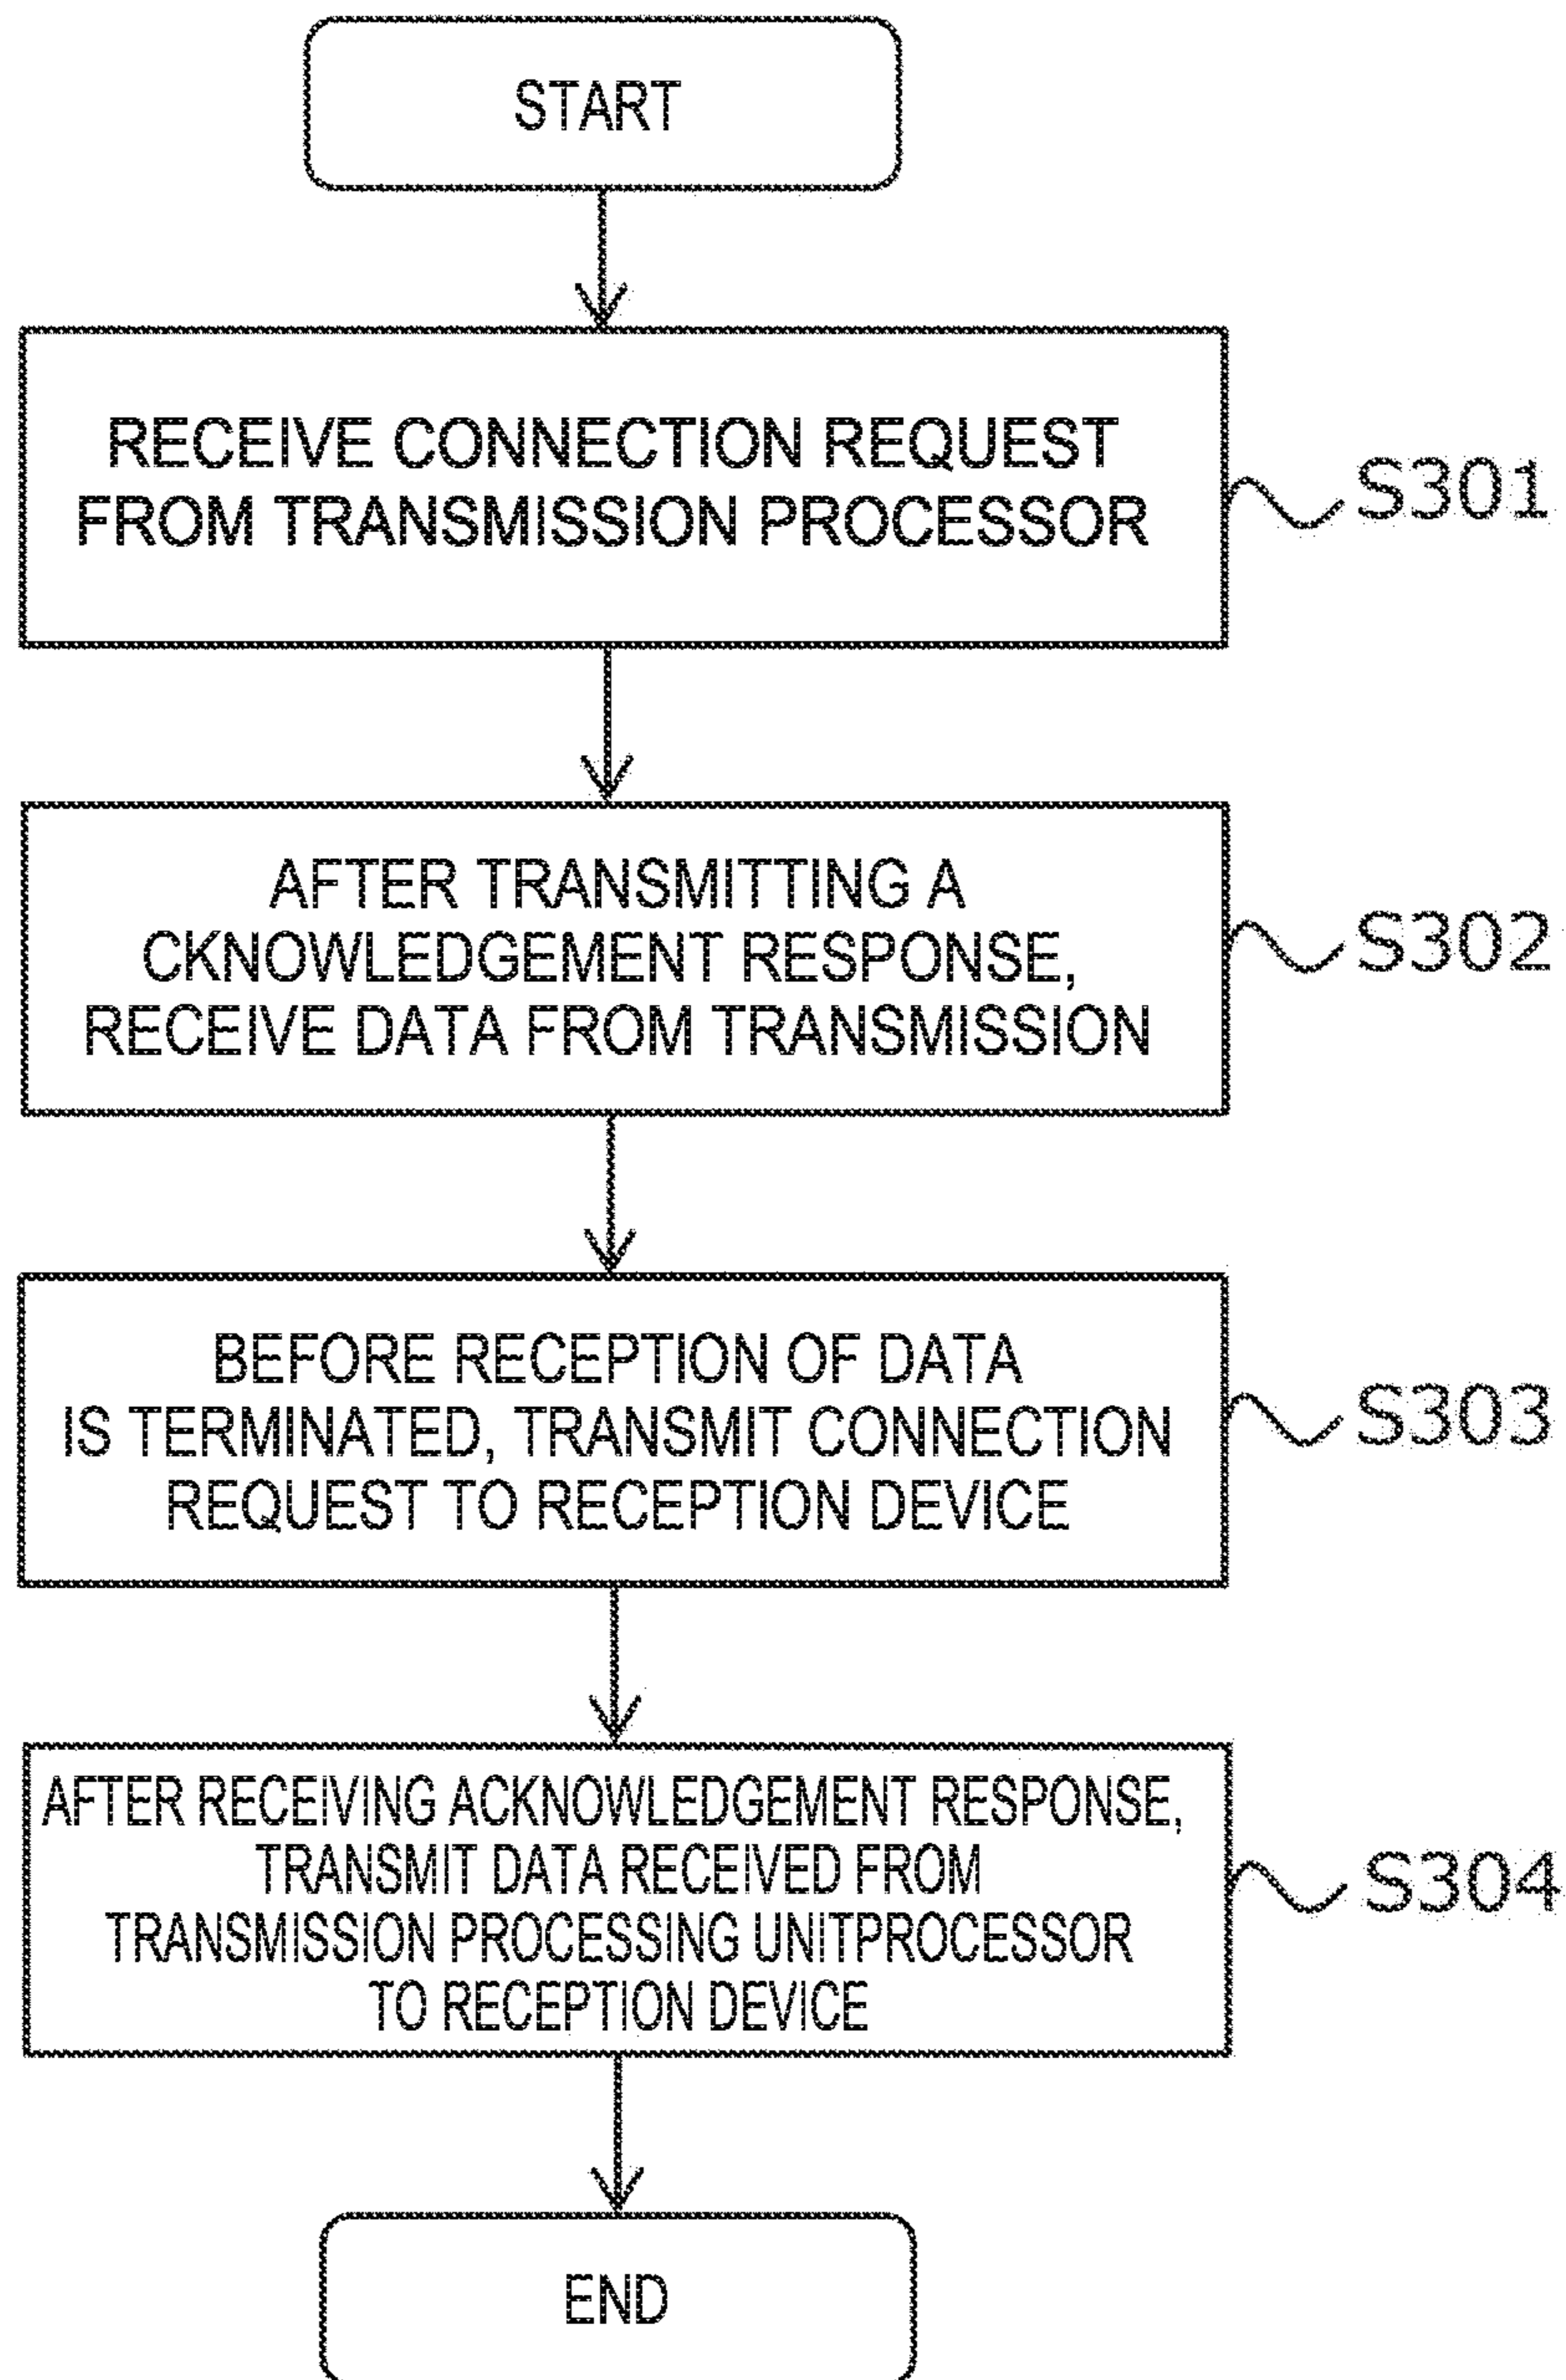 START
RECEIVE CONNECTION REQUEST
FROM TRANSMISSION PROCESSOR
S301
AFTER TRANSMITTING A
CKNOWLEDGEMENT RESPONSE,
RECEIVE DATA FROM TRANSMISSION
S302
BEFORE RECEPTION OF DATA
IS TERMINATED, TRANSMIT CONNECTION
REQUEST TO RECEPTION DEVICE
S303
AFTER RECEIVING ACKNOWLEDGEMENT RESPONSE,
TRANSMIT DATA RECEIVED FROM
TRANSMISSION PROCESSING UNITPROCESSOR
TO RECEPTION DEVICE
S304
END